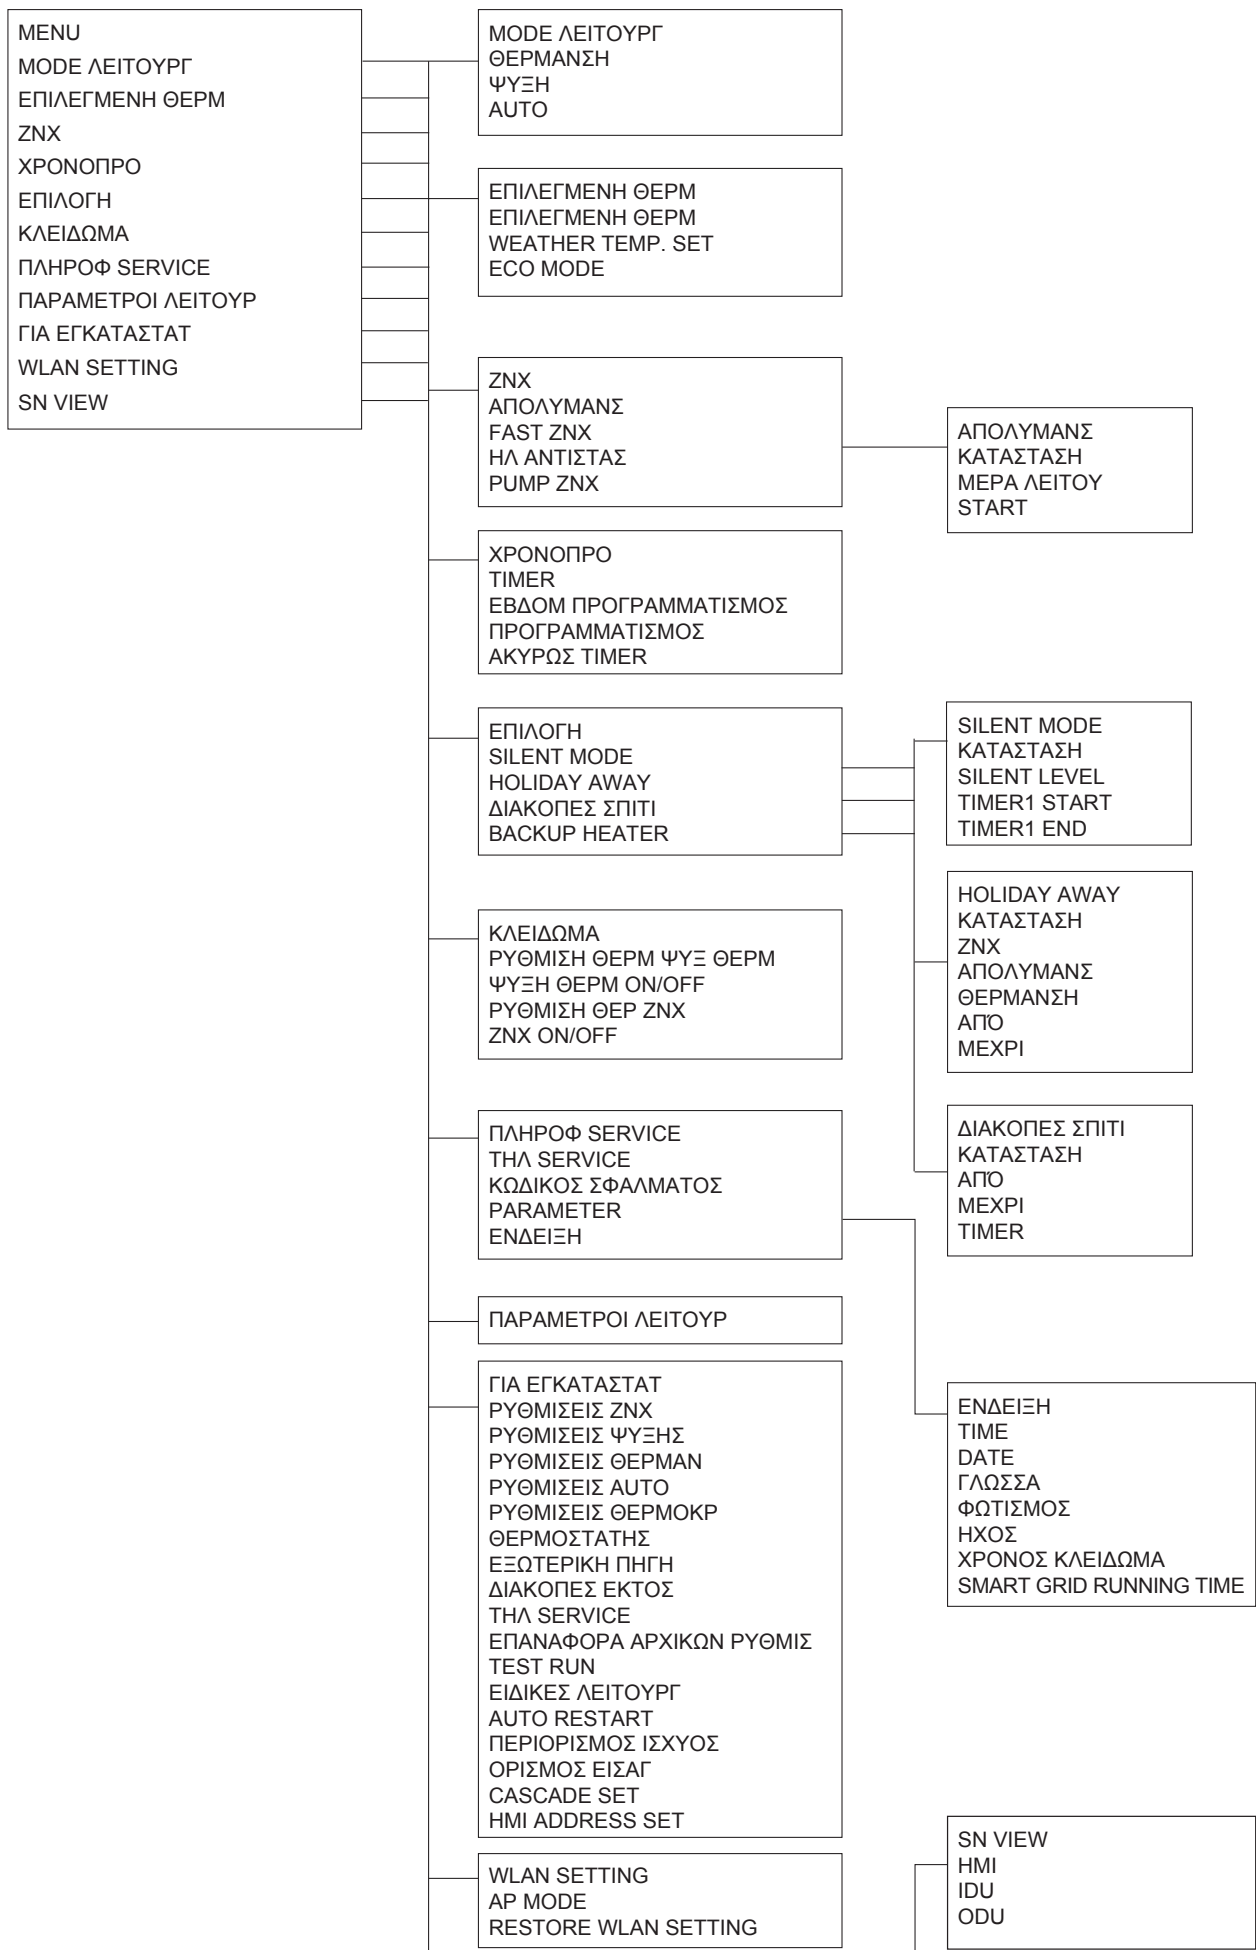 MENU
MODE ΛΕΙΤΟΥΡΓ
ΕΠΙΛΕΓΜΕΝΗ ΘΕΡΜ
ΖΝΧ
ΧΡΟΝΟΠΡΟ
ΕΠΙΛΟΓΗ
ΚΛΕΙΔΩΜΑ
ΠΛΗΡΟΦ SERVICE
ΠΑΡΑΜΕΤΡΟΙ ΛΕΙΤΟΥΡ
ΓΙΑ ΕΓΚΑΤΑΣΤΑΤ
WLAN SETTING
SN VIEW
MODE ΛΕΙΤΟΥΡΓ
ΘΕΡΜΑΝΣΗ
ΨΥΞΗ
AUTO
ΕΠΙΛΕΓΜΕΝΗ ΘΕΡΜ
ΕΠΙΛΕΓΜΕΝΗ ΘΕΡΜ
WEATHER TEMP. SET
ECO MODE
ΖΝΧ
ΑΠΟΛΥΜΑΝΣ
FAST ΖΝΧ
ΗΛ ΑΝΤΙΣΤΑΣ
PUMP ΖΝΧ
ΑΠΟΛΥΜΑΝΣ
ΚΑΤΑΣΤΑΣΗ
ΜΕΡΑ ΛΕΙΤΟΥ
START
ΧΡΟΝΟΠΡΟ
TIMER
ΕΒΔΟΜ ΠΡΟΓΡΑΜΜΑΤΙΣΜΟΣ
ΠΡΟΓΡΑΜΜΑΤΙΣΜΟΣ
ΑΚΥΡΩΣ TIMER
ΕΠΙΛΟΓΗ
SILENT MODE
HOLIDAY AWAY
ΔΙΑΚΟΠΕΣ ΣΠΙΤΙ
BACKUP HEATER
SILENT MODE
ΚΑΤΑΣΤΑΣΗ
SILENT LEVEL
TIMER1 START
TIMER1 END
HOLIDAY AWAY
ΚΑΤΑΣΤΑΣΗ
ΖΝΧ
ΑΠΟΛΥΜΑΝΣ
ΘΕΡΜΑΝΣΗ
ΑΠΌ
ΜΕΧΡΙ
ΔΙΑΚΟΠΕΣ ΣΠΙΤΙ
ΚΑΤΑΣΤΑΣΗ
ΑΠΌ
ΜΕΧΡΙ
TIMER
ΚΛΕΙΔΩΜΑ
ΡΥΘΜΙΣΗ ΘΕΡΜ ΨΥΞ ΘΕΡΜ
ΨΥΞΗ ΘΕΡΜ ON/OFF
ΡΥΘΜΙΣΗ ΘΕΡ ΖΝΧ
ΖΝΧ ON/OFF
ΠΛΗΡΟΦ SERVICE
ΤΗΛ SERVICE
ΚΩΔΙΚΟΣ ΣΦΑΛΜΑΤΟΣ
PARAMETER
ΕΝΔΕΙΞΗ
ΕΝΔΕΙΞΗ
TIME
DATE
ΓΛΩΣΣΑ
ΦΩΤΙΣΜΟΣ
ΗΧΟΣ
ΧΡΟΝΟΣ ΚΛΕΙΔΩΜΑ
SMART GRID RUNNING TIME
ΠΑΡΑΜΕΤΡΟΙ ΛΕΙΤΟΥΡ
ΓΙΑ ΕΓΚΑΤΑΣΤΑΤ
ΡΥΘΜΙΣΕΙΣ ΖΝΧ
ΡΥΘΜΙΣΕΙΣ ΨΥΞΗΣ
ΡΥΘΜΙΣΕΙΣ ΘΕΡΜΑΝ
ΡΥΘΜΙΣΕΙΣ AUTO
ΡΥΘΜΙΣΕΙΣ ΘΕΡΜΟΚΡ
ΘΕΡΜΟΣΤΑΤΗΣ
ΕΞΩΤΕΡΙΚΗ ΠΗΓΗ
ΔΙΑΚΟΠΕΣ ΕΚΤΟΣ
ΤΗΛ SERVICE
ΕΠΑΝΑΦΟΡΑ ΑΡΧΙΚΩΝ ΡΥΘΜΙΣ
TEST RUN
ΕΙΔΙΚΕΣ ΛΕΙΤΟΥΡΓ
AUTO RESTART
ΠΕΡΙΟΡΙΣΜΟΣ ΙΣΧΥΟΣ
ΟΡΙΣΜΟΣ ΕΙΣΑΓ
CASCADE SET
HMI ADDRESS SET
WLAN SETTING
AP MODE
RESTORE WLAN SETTING
SN VIEW
HMI
IDU
ODU